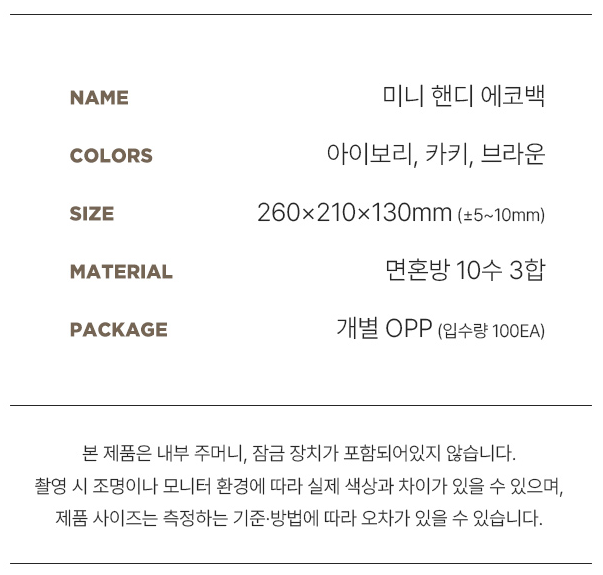 NAME 미니 핸디 에코백
COLORS 아이보리, 카키, 브라운
SIZE 260×210×130mm (±5~10mm)
MATERIAL 면혼방 10수 3합
PACKAGE 개별 OPP (입수량 100EA)
본 제품은 내부 주머니, 잠금 장치가 포함되어있지 않습니다.
촬영 시 조명이나 모니터 환경에 따라 실제 색상과 차이가 있을 수 있으며,
제품 사이즈는 측정하는 기준·방법에 따라 오차가 있을 수 있습니다.